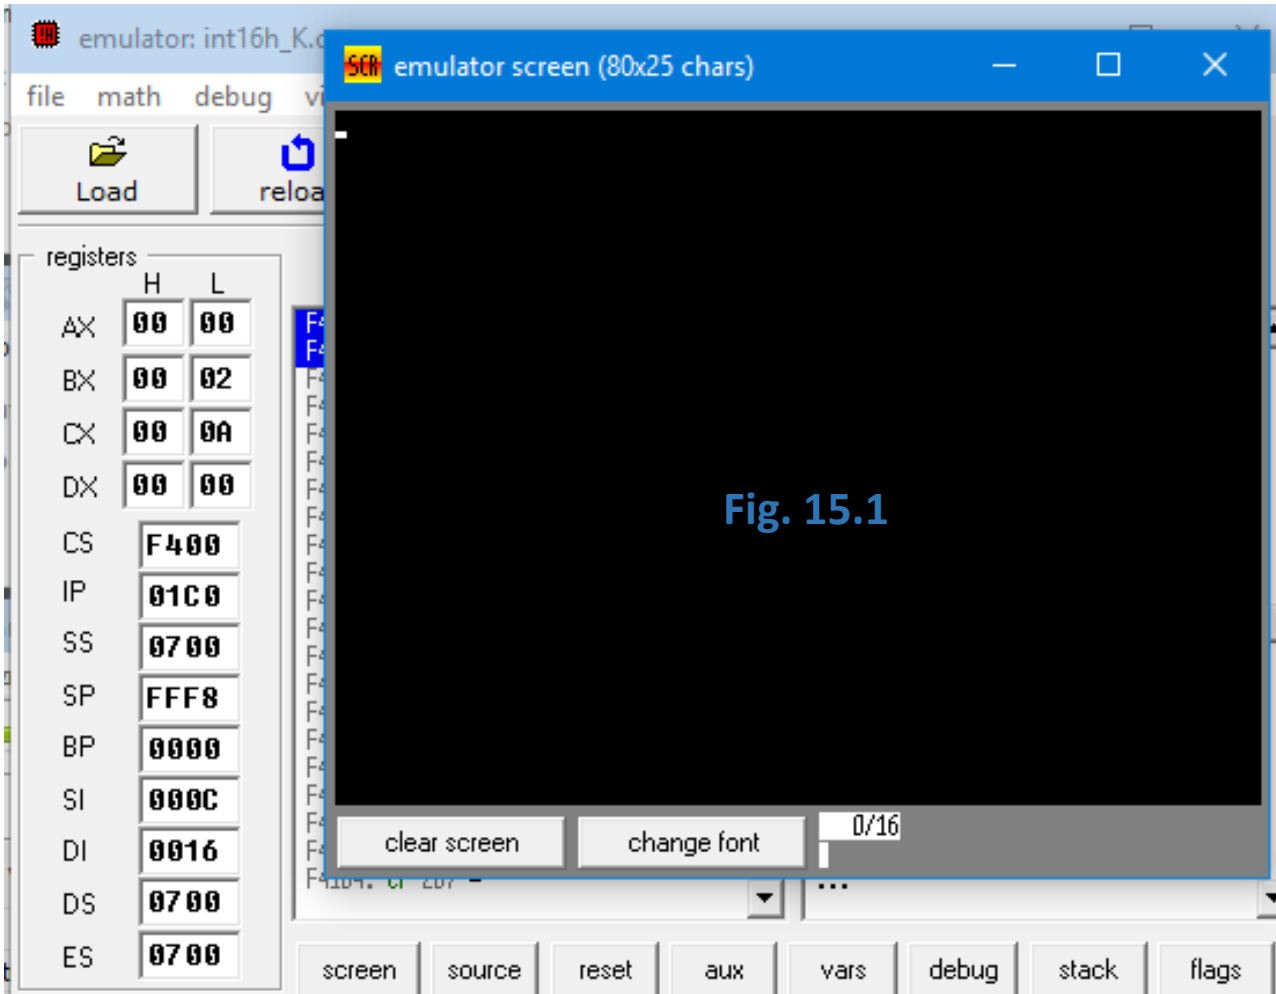 emulator: int16h_K.c
SCR emulator screen (80x25 chars)
file math debug vi
Load reloa
registers
H L
AX 00 00
BX 00 02
CX 00 0A
DX 00 00
CS F400
IP 01C0
SS 0700
SP FFF8
BP 0000
SI 000C
DI 0016
DS 0700
ES 0700
Fig. 15.1
clear screen change font 0/16
...
screen source reset aux vars debug stack flags